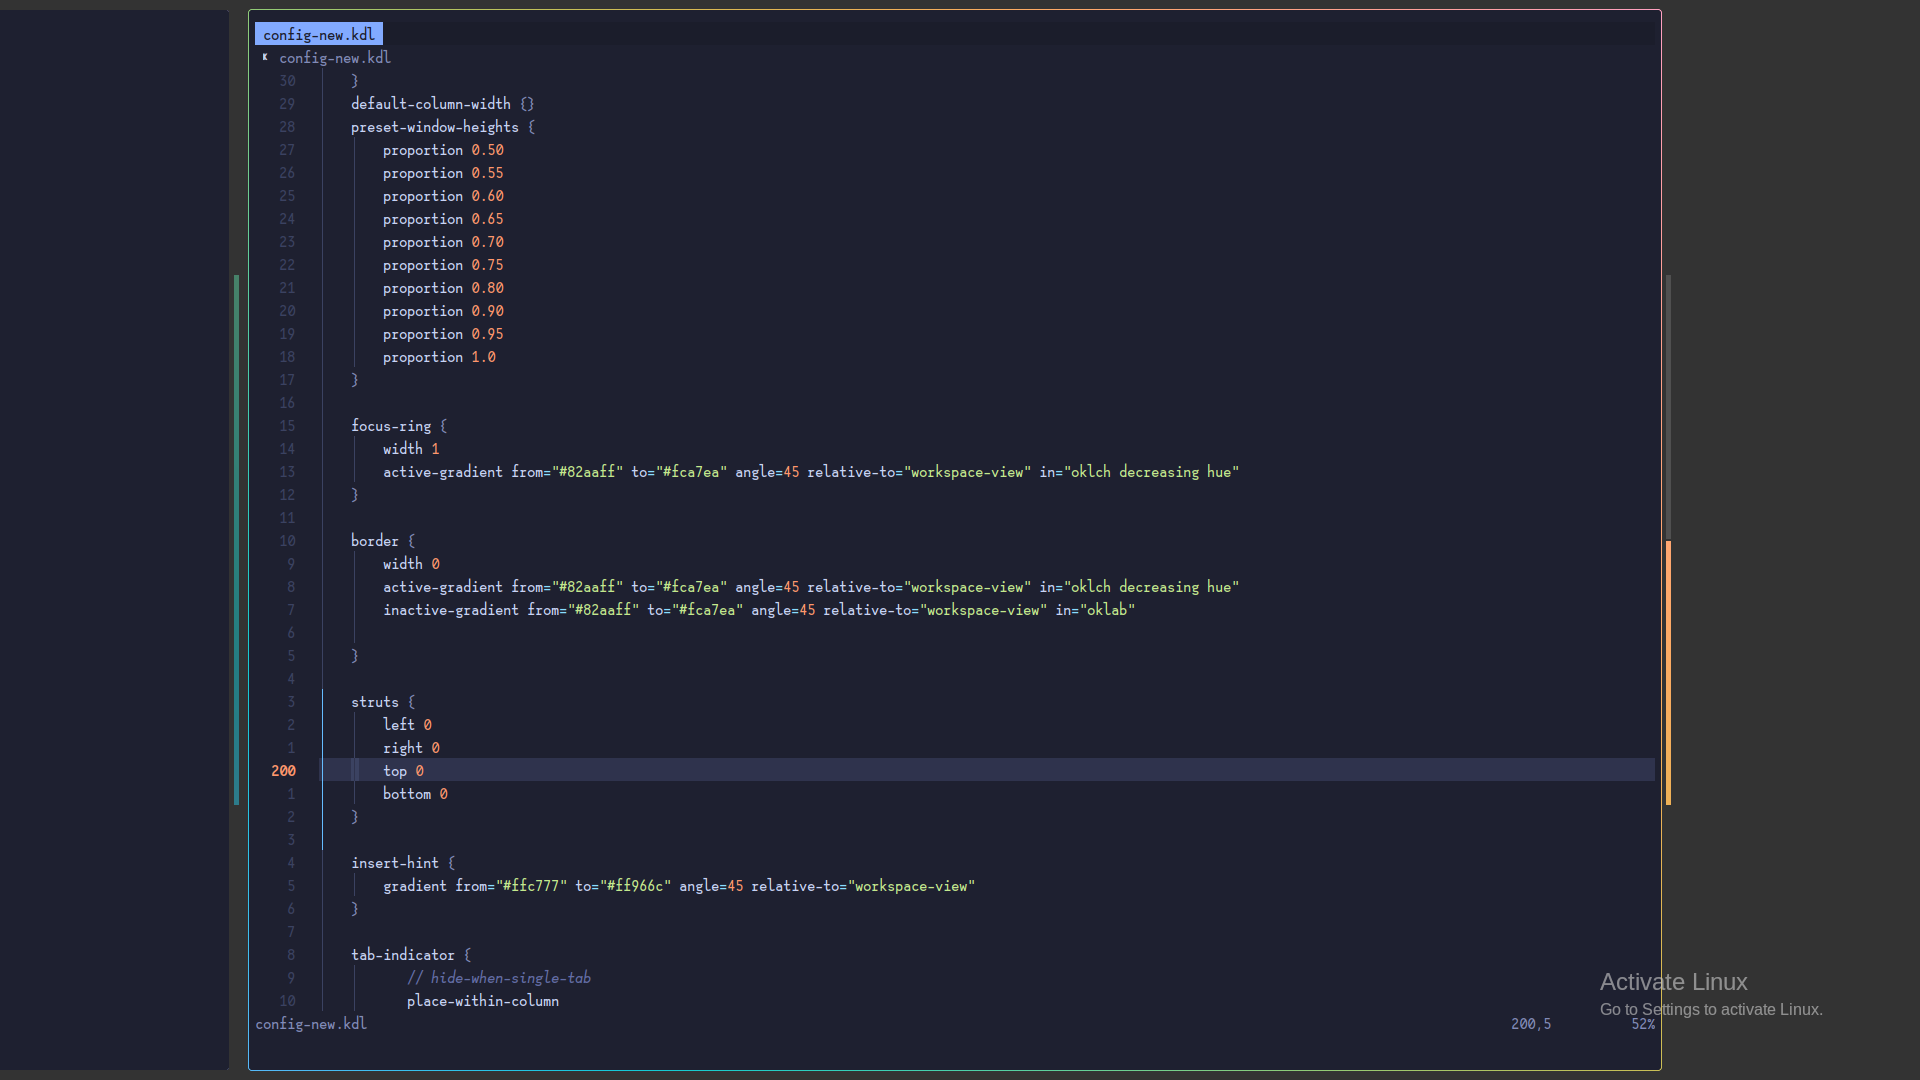 config-new.kdl
config-new.kdl
30 }
29 default-column-width {}
28 preset-window-heights {
27 proportion 0.50
26 proportion 0.55
25 proportion 0.60
24 proportion 0.65
23 proportion 0.70
22 proportion 0.75
21 proportion 0.80
20 proportion 0.90
19 proportion 0.95
18 proportion 1.0
17 }
16
15 focus-ring {
14 width 1
13 active-gradient from="#82aaff" to="#fca7ea" angle=45 relative-to="workspace-view" in="oklch decreasing hue"
12 }
11
10 border {
9 width 0
8 active-gradient from="#82aaff" to="#fca7ea" angle=45 relative-to="workspace-view" in="oklch decreasing hue"
7 inactive-gradient from="#82aaff" to="#fca7ea" angle=45 relative-to="workspace-view" in="oklab"
6
5 }
4
3 struts {
2 left 0
1 right 0
200 top 0
1 bottom 0
2 }
3
4 insert-hint {
5 gradient from="#ffc777" to="#ff966c" angle=45 relative-to="workspace-view"
6 }
7
8 tab-indicator {
9 // hide-when-single-tab
10 place-within-column
config-new.kdl 200,5 52%
Activate Linux
Go to Settings to activate Linux.